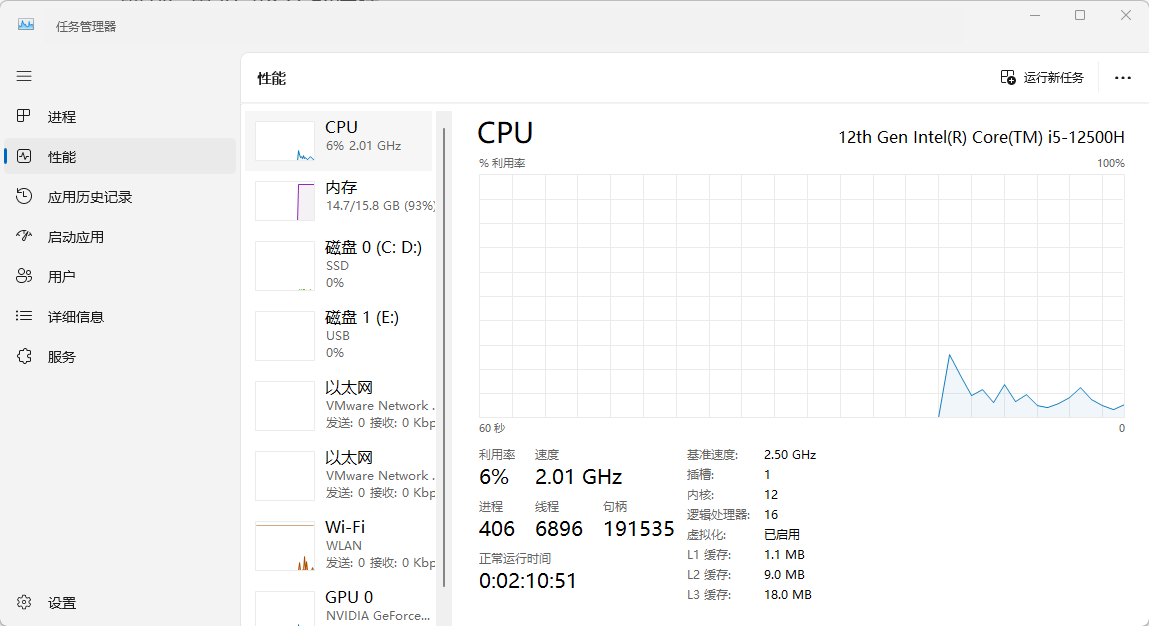 任务管理器
性能
运行新任务
进程
性能
应用历史记录
启动应用
用户
详细信息
服务
设置
CPU
6% 2.01 GHz
内存
14.7/15.8 GB (93%)
磁盘 0 (C: D:)
SSD
0%
磁盘 1 (E:)
USB
0%
以太网
VMware Network .
发送: 0 接收: 0 Kbp
以太网
VMware Network .
发送: 0 接收: 0 Kbp
Wi-Fi
WLAN
发送: 0 接收: 0 Kbp
GPU 0
NVIDIA GeForce...
CPU
12th Gen Intel(R) Core(TM) i5-12500H
% 利用率
100%
60 秒
0
利用率 速度
6% 2.01 GHz
进程 线程 句柄
406 6896 191535
正常运行时间
0:02:10:51
基准速度: 2.50 GHz
插槽: 1
内核: 12
逻辑处理器: 16
虚拟化: 已启用
L1 缓存: 1.1 MB
L2 缓存: 9.0 MB
L3 缓存: 18.0 MB